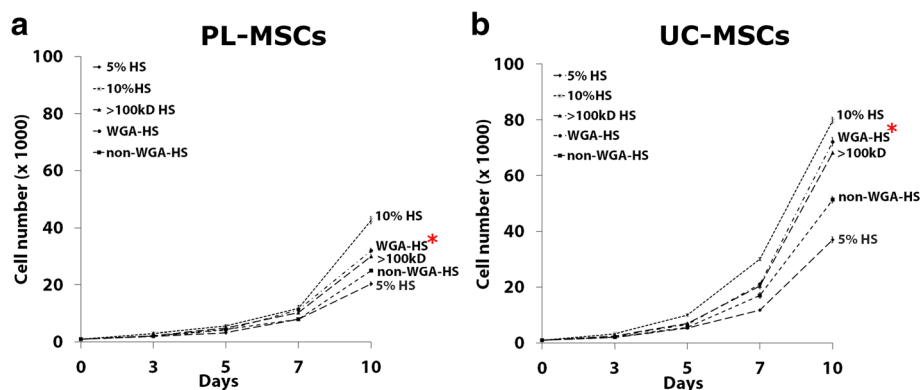 a
PL-MSCs
Cell number (x 1000)
100
80
60
40
20
0
5% HS
10%HS
>100kD HS
WGA-HS
non-WGA-HS
10% HS
WGA-HS*
>100kD
non-WGA-HS
5% HS
0 3 5 7 10
Days
b
UC-MSCs
Cell number (x 1000)
100
80
60
40
20
0
5% HS
10%HS
>100kD HS
WGA-HS
non-WGA-HS
10% HS
WGA-HS*
>100kD
non-WGA-HS
5% HS
0 3 5 7 10
Days